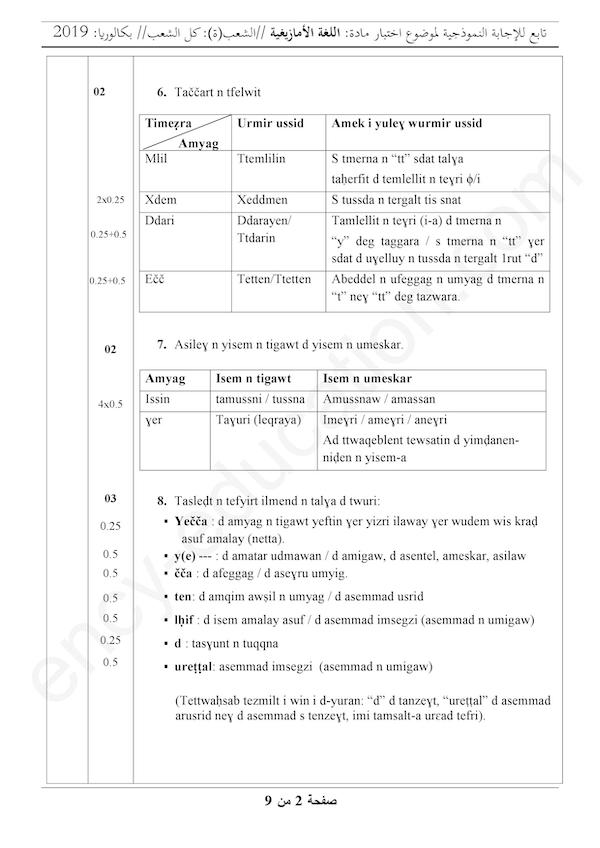 تابع للإجابة النموذجية لموضوع اختبار مادة: اللغة الأمازيغية //الشعب(ة): كل الشعب// بكالوريا: 2019
02
6. Taččart n tfelwit
Timeẓra
Amyag
Urmir ussid
Amek i yuleɣ wurmir ussid
Mlil
Ttemlilin
S tmerna n “tt” sdat talɣa
taḥerfit d temlellit n teɣri ϕ/i
2x0.25
Xdem
Xeddmen
S tussda n tergalt tis snat
0.25+0.5
Ddari
Ddarayen/
Ttdarin
Tamlellit n teɣri (i-a) d tmerna n
“y” deg taggara / s tmerna n “tt” ɣer
sdat d uɣelluy n tussda n tergalt 1rut “d”
0.25+0.5
Ečč
Tetten/Ttetten
Abeddel n ufeggag n umyag d tmerna n
“t” neɣ “tt” deg tazwara.
02
7. Asileɣ n yisem n tigawt d yisem n umeskar.
Amyag
Isem n tigawt
Isem n umeskar
4x0.5
Issin
tamussni / tussna
Amussnaw / amassan
ɣer
Taɣuri (leqraya)
Imeɣri / ameɣri / aneɣri
Ad ttwaqeblent tewsatin d yimḍanen-
niḍen n yisem-a
03
8. Tasleḍt n tefyirt ilmend n talɣa d twuri:
0.25
▪ Yečča : d amyag n tigawt yeftin ɣer yizri ilaway ɣer wudem wis kraḍ
asuf amalay (netta).
0.5
▪ y(e) --- : d amatar udmawan / d amigaw, d asentel, ameskar, asilaw
0.5
▪ čča : d afeggag / d aseɣru umyig.
0.5
▪ ten: d amqim awṣil n umyag / d asemmad usrid
0.5
▪ lḥif : d isem amalay asuf / d asemmad imsegzi (asemmad n umigaw)
0.25
▪ d : tasɣunt n tuqqna
0.5
▪ ureṭṭal: asemmad imsegzi (asemmad n umigaw)
(Tettwaḥsab tezmilt i win i d-yuran: “d” d tanzeɣt, “ureṭṭal” d asemmad
arusrid neɣ d asemmad s tenzeɣt, imi tamsalt-a urɛad tefri).
صفحة 2 من 9
ency-education.com